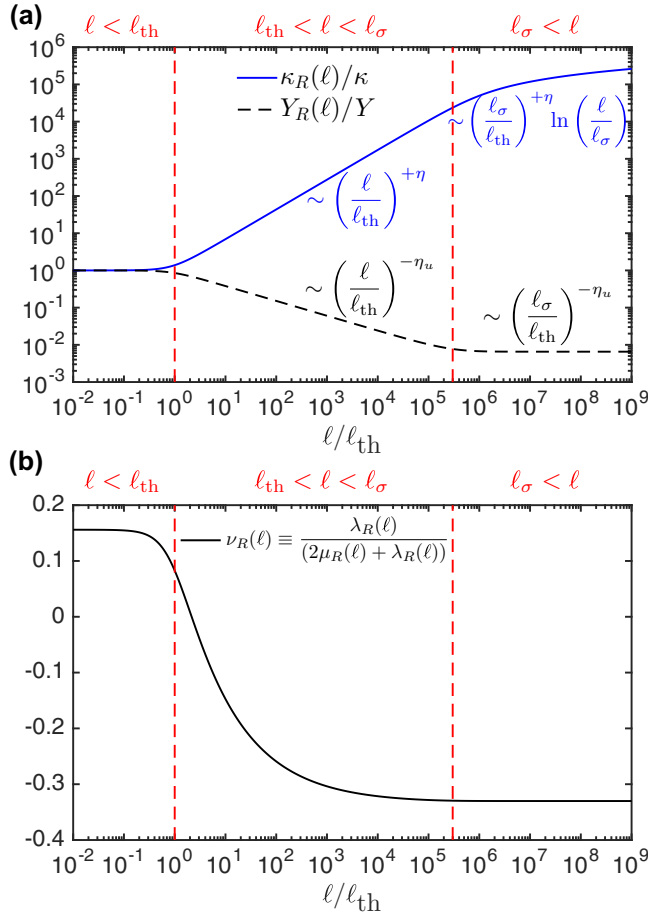 (a)
ℓ < ℓ_th    ℓ_th < ℓ < ℓ_σ    ℓ_σ < ℓ
10^6
10^5
10^4
10^3
10^2
10^1
10^0
10^-1
10^-2
10^-3
κ_R(ℓ)/κ
Y_R(ℓ)/Y
∼ (ℓ_σ/ℓ_th)^{+η} ln (ℓ/ℓ_σ)
∼ (ℓ/ℓ_th)^{+η}
∼ (ℓ/ℓ_th)^{-η_u}
∼ (ℓ_σ/ℓ_th)^{-η_u}
10^-2 10^-1 10^0 10^1 10^2 10^3 10^4 10^5 10^6 10^7 10^8 10^9
ℓ/ℓ_th
(b)
ℓ < ℓ_th    ℓ_th < ℓ < ℓ_σ    ℓ_σ < ℓ
0.2
0.1
0
-0.1
-0.2
-0.3
-0.4
ν_R(ℓ) ≡ λ_R(ℓ)/(2μ_R(ℓ) + λ_R(ℓ))
10^-2 10^-1 10^0 10^1 10^2 10^3 10^4 10^5 10^6 10^7 10^8 10^9
ℓ/ℓ_th